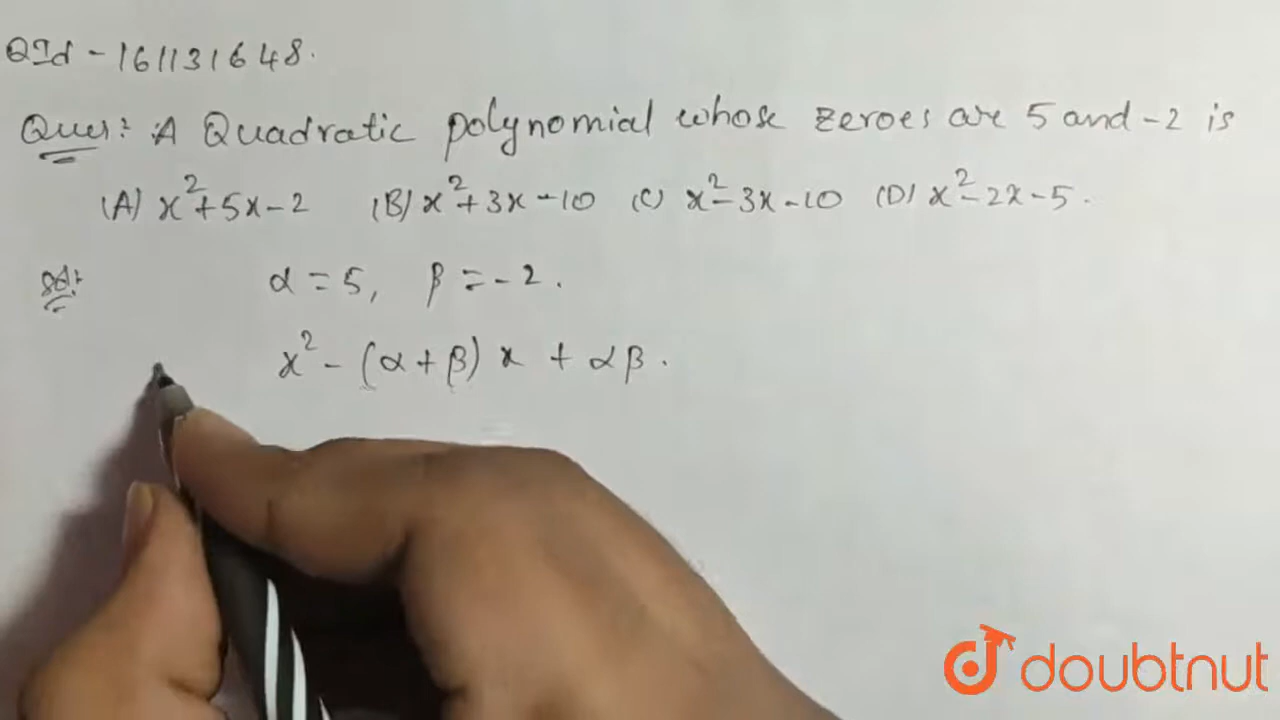 QId - 161131648.
Ques: A Quadratic polynomial whose zeroes are 5 and -2 is
(A) x²+5x-2 (B) x²+3x-10 (C) x²-3x-10 (D) x²-2x-5.
Sol:
α = 5, β = -2.
x² - (α+β) x + αβ.
doubtnut